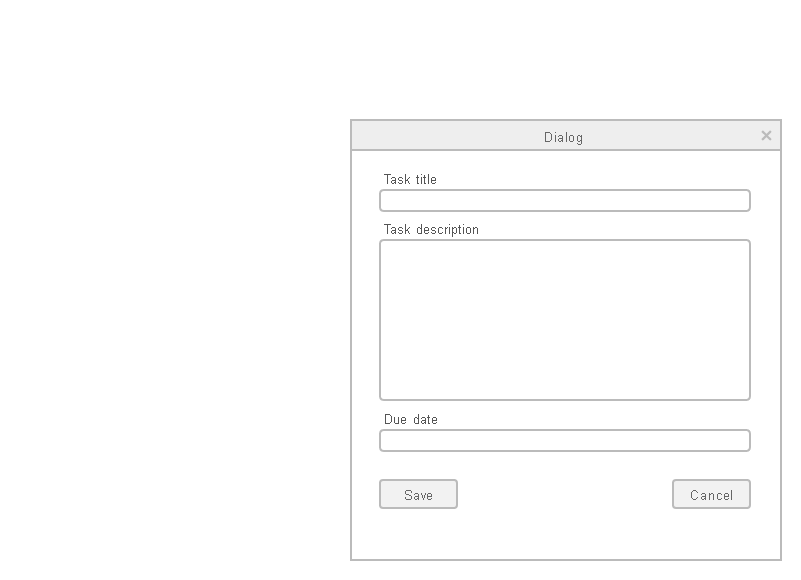 Dialog
Task title
Task description
Due date
Save
Cancel